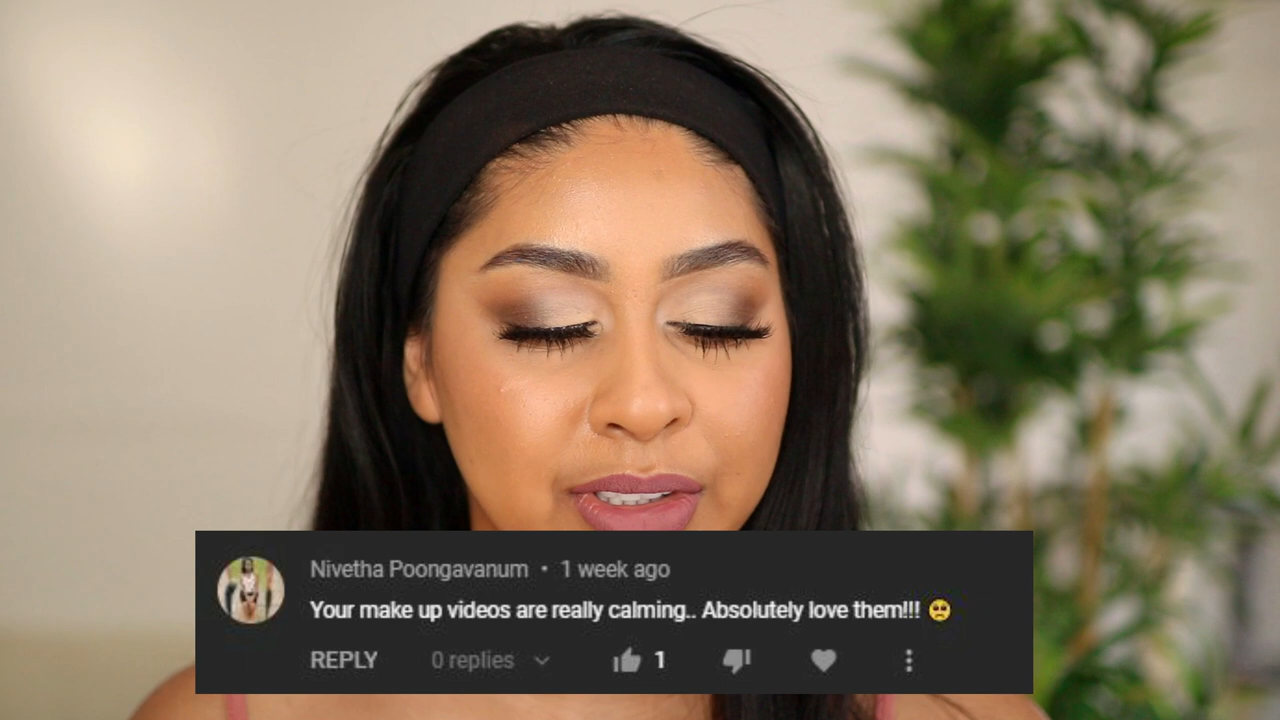 Nivetha Poongavanum • 1 week ago
Your make up videos are really calming.. Absolutely love them!!! 🥺
REPLY 0 replies 1